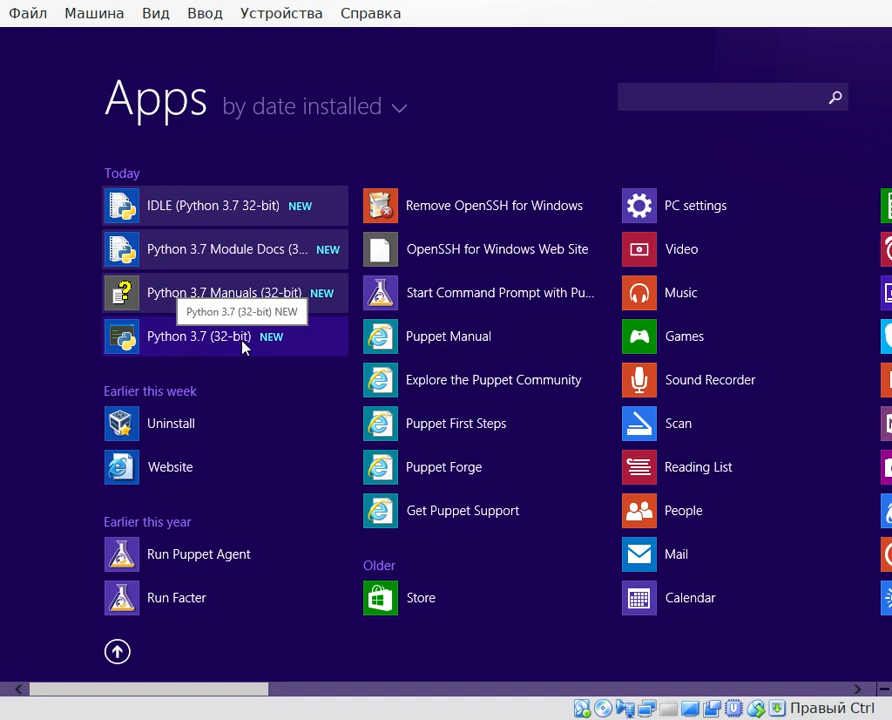 Файл Машина Вид Ввод Устройства Справка
Apps by date installed
Today
IDLE (Python 3.7 32-bit) NEW
Python 3.7 Module Docs (3... NEW
Python 3.7 Manuals (32-bit) NEW
Python 3.7 (32-bit) NEW
Python 3.7 (32-bit) NEW
Earlier this week
Uninstall
Website
Earlier this year
Run Puppet Agent
Run Facter
Remove OpenSSH for Windows
OpenSSH for Windows Web Site
Start Command Prompt with Pu...
Puppet Manual
Explore the Puppet Community
Puppet First Steps
Puppet Forge
Get Puppet Support
Older
Store
PC settings
Video
Music
Games
Sound Recorder
Scan
Reading List
People
Mail
Calendar
Правый Ctrl